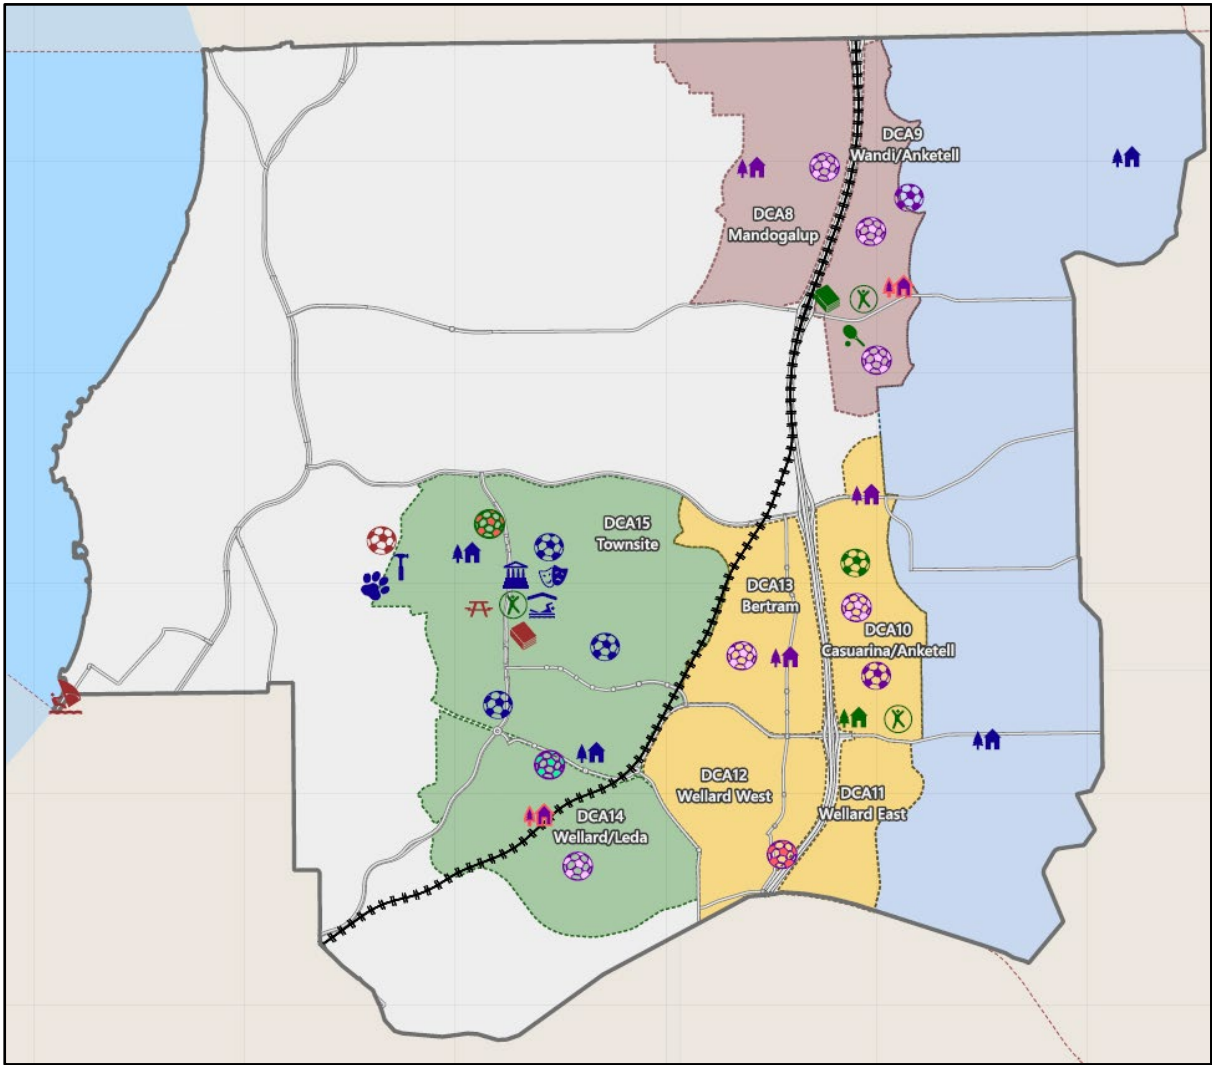 DCA9
Wandi/Anketell
DCA8
Mandogalup
DCA15
Townsite
DCA13
Bertram
DCA10
Casuarina/Anketell
DCA12
Wellard West
DCA11
Wellard East
DCA14
Wellard/Leda